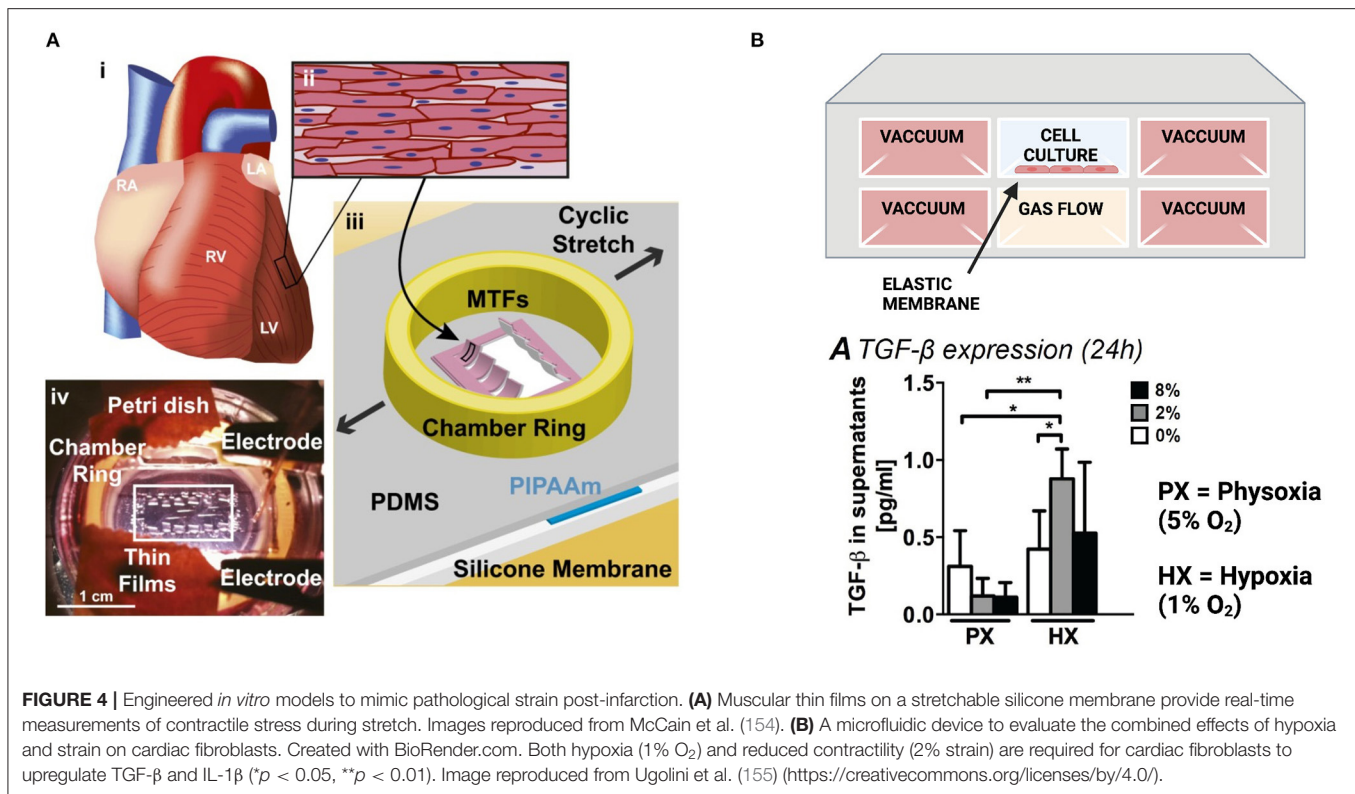 A
i
ii
RA
LA
RV
LV
iii
Cyclic
Stretch
MTFs
Chamber Ring
PDMS
PIPAAm
Silicone Membrane
iv
Petri dish
Chamber
Ring
Electrode
Thin
Films
Electrode
1 cm
B
VACCUUM
CELL
CULTURE
VACCUUM
VACCUUM
GAS FLOW
VACCUUM
ELASTIC
MEMBRANE
A TGF-β expression (24h)
TGF-β in supernatants
[pg/ml]
1.5
1.0
0.5
0.0
**
*
*
8%
2%
0%
PX
HX
PX = Physoxia
(5% O₂)
HX = Hypoxia
(1% O₂)
FIGURE 4 | Engineered in vitro models to mimic pathological strain post-infarction. (A) Muscular thin films on a stretchable silicone membrane provide real-time
measurements of contractile stress during stretch. Images reproduced from McCain et al. (154). (B) A microfluidic device to evaluate the combined effects of hypoxia
and strain on cardiac fibroblasts. Created with BioRender.com. Both hypoxia (1% O₂) and reduced contractility (2% strain) are required for cardiac fibroblasts to
upregulate TGF-β and IL-1β (*p < 0.05, **p < 0.01). Image reproduced from Ugolini et al. (155) (https://creativecommons.org/licenses/by/4.0/).